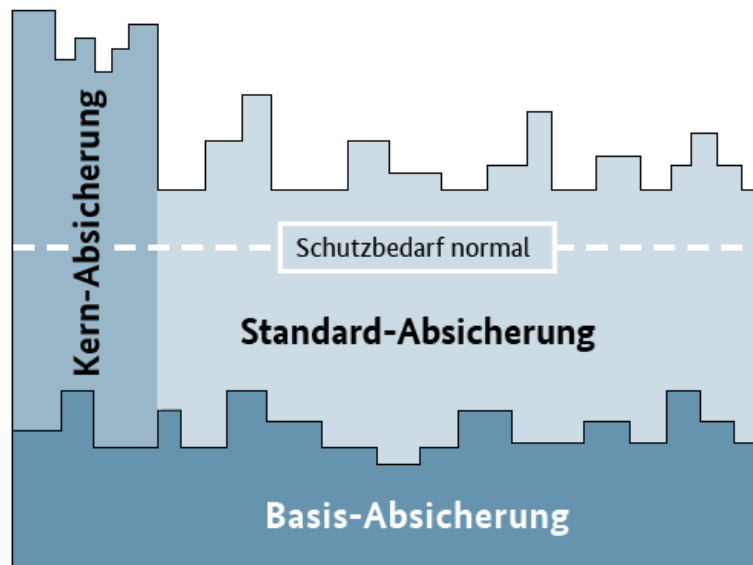 Kern-Absicherung
Schutzbedarf normal
Standard-Absicherung
Basis-Absicherung